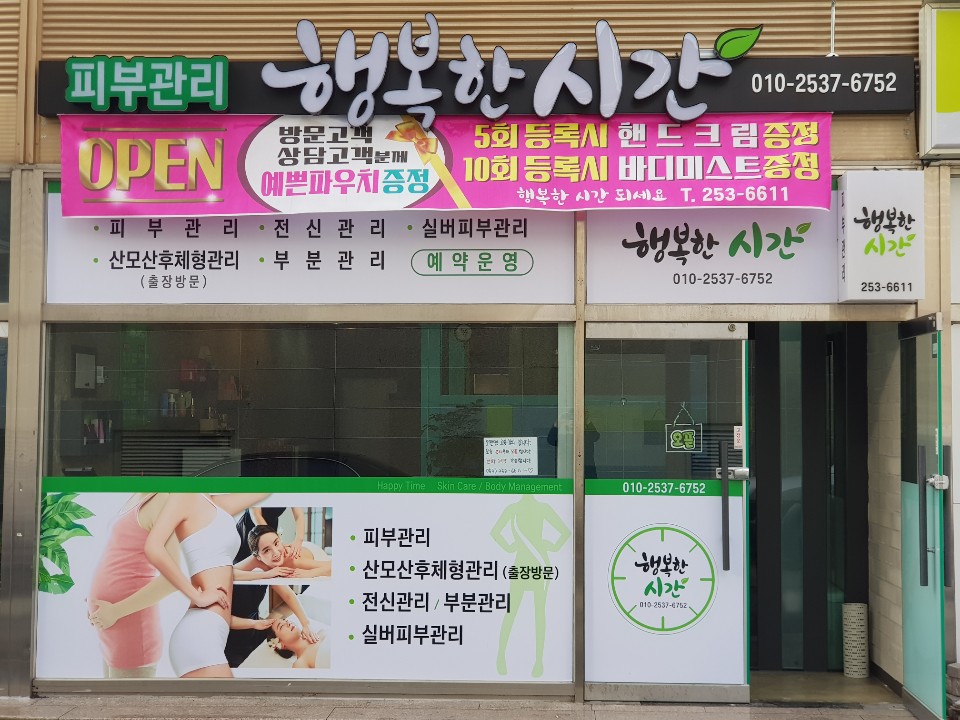 피부관리 행복한 시간 010-2537-6752
OPEN
방문고객
상담고객분께
예쁜파우치증정
5회 등록시 핸드크림증정
10회 등록시 바디미스트증정
행복한 시간 되세요 T. 253-6611
• 피부관리 • 전신관리 • 실버피부관리
• 산모산후체형관리 • 부분관리 예약운영
(출장방문)
행복한 시간
010-2537-6752
피부관리
행복한
시간
253-6611
오픈
Happy Time Skin Care / Body Management
010-2537-6752
• 피부관리
• 산모산후체형관리 (출장방문)
• 전신관리 / 부분관리
• 실버피부관리
행복한
시간
010-2537-6752